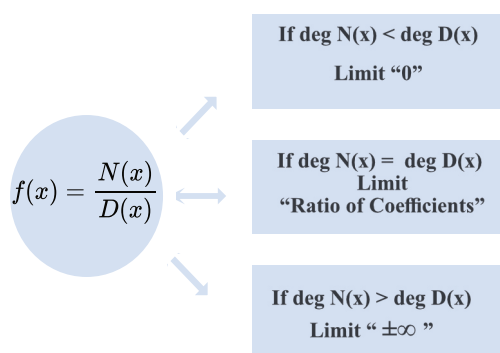 f(x) = N(x)/D(x)
If deg N(x) < deg D(x)
Limit “0”
If deg N(x) = deg D(x)
Limit
“Ratio of Coefficients”
If deg N(x) > deg D(x)
Limit “ ±∞ ”